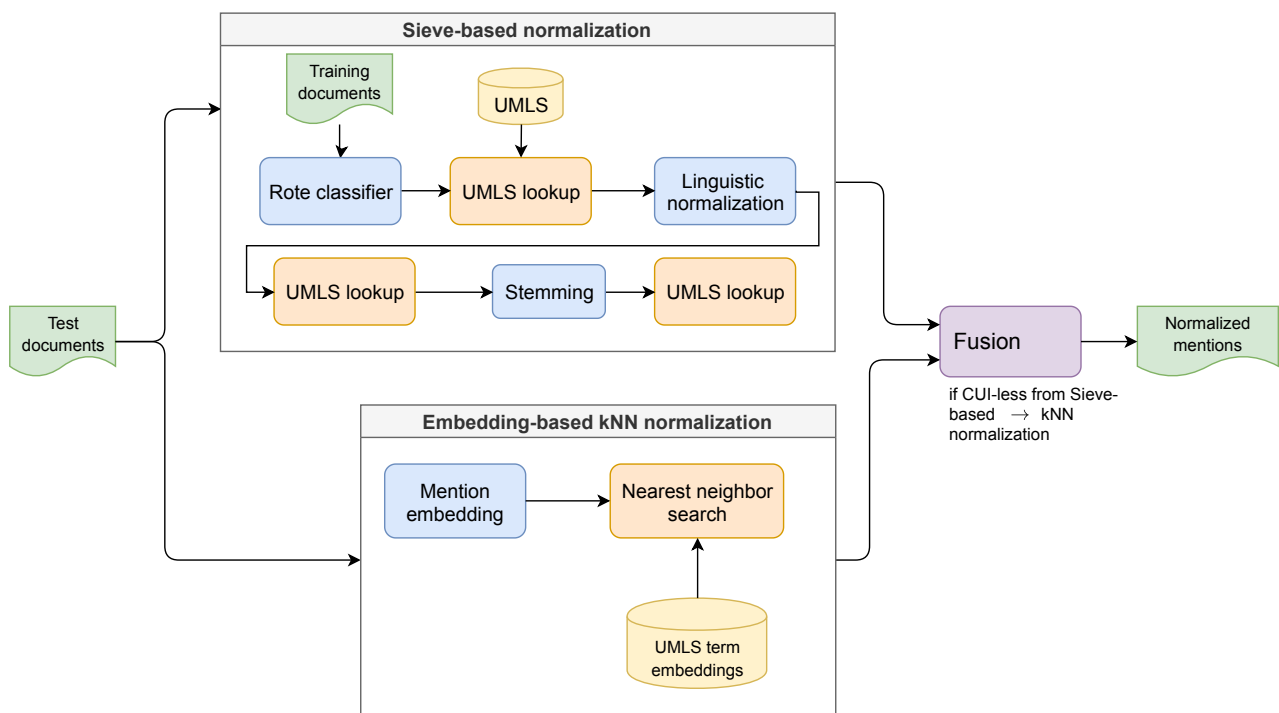 Sieve-based normalization
Training
documents
UMLS
Rote classifier
UMLS lookup
Linguistic
normalization
UMLS lookup
Stemming
UMLS lookup
Test
documents
Fusion
Normalized
mentions
if CUI-less from Sieve-
based → kNN
normalization
Embedding-based kNN normalization
Mention
embedding
Nearest neighbor
search
UMLS term
embeddings